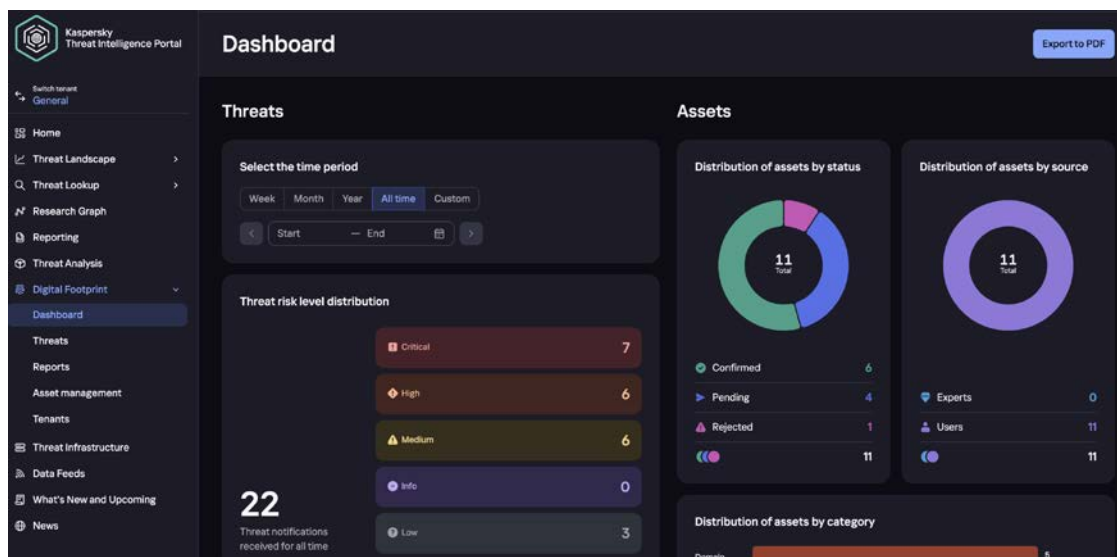 Kaspersky
Threat Intelligence Portal
Switch tenant
General
Home
Threat Landscape
Threat Lookup
Research Graph
Reporting
Threat Analysis
Digital Footprint
Dashboard
Threats
Reports
Asset management
Tenants
Threat Infrastructure
Data Feeds
What's New and Upcoming
News
Dashboard
Export to PDF
Threats
Select the time period
Week Month Year All time Custom
Start — End
Threat risk level distribution
Critical 7
High 6
Medium 6
Info 0
Low 3
22
Threat notifications
received for all time
Assets
Distribution of assets by status
11
Total
Confirmed 6
Pending 4
Rejected 1
11
Distribution of assets by source
11
Total
Experts 0
Users 11
11
Distribution of assets by category
Domain 5